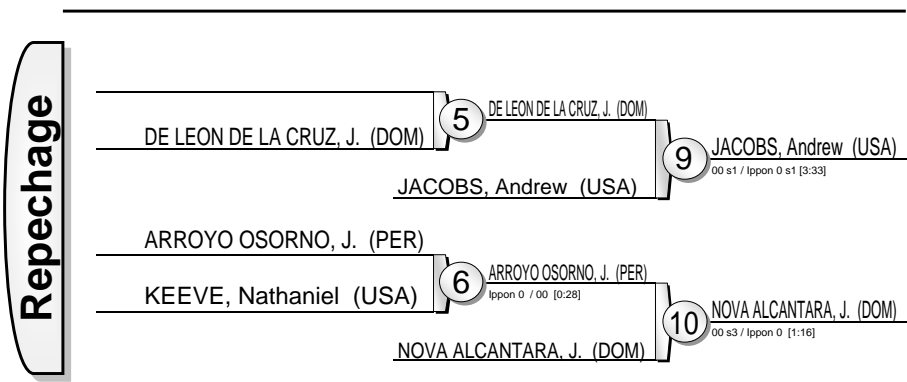 Repechage
DE LEON DE LA CRUZ, J. (DOM)
5
DE LEON DE LA CRUZ, J. (DOM)
JACOBS, Andrew (USA)
9
JACOBS, Andrew (USA)
00 s1 / Ippon 0 s1 [3:33]
ARROYO OSORNO, J. (PER)
KEEVE, Nathaniel (USA)
6
ARROYO OSORNO, J. (PER)
Ippon 0 / 00 [0:28]
NOVA ALCANTARA, J. (DOM)
10
NOVA ALCANTARA, J. (DOM)
00 s3 / Ippon 0 [1:16]